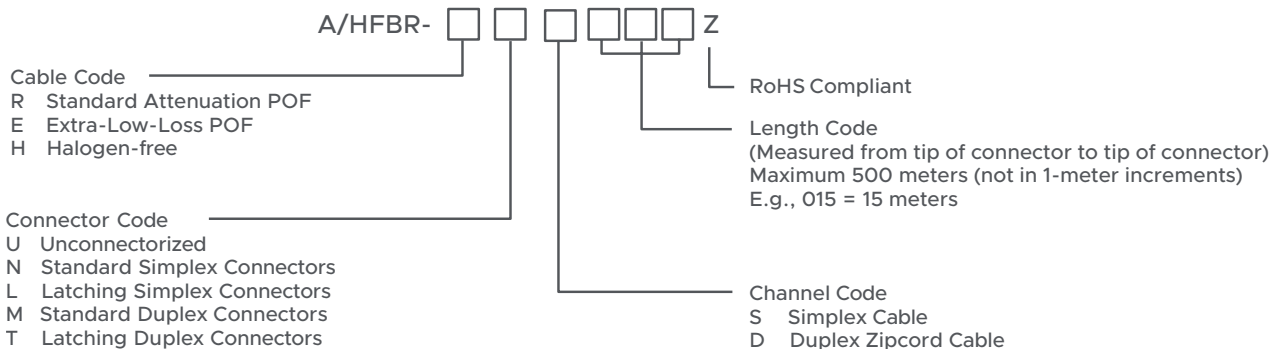 A/HFBR- Z
Cable Code
R Standard Attenuation POF
E Extra-Low-Loss POF
H Halogen-free
Connector Code
U Unconnectorized
N Standard Simplex Connectors
L Latching Simplex Connectors
M Standard Duplex Connectors
T Latching Duplex Connectors
RoHS Compliant
Length Code
(Measured from tip of connector to tip of connector)
Maximum 500 meters (not in 1-meter increments)
E.g., 015 = 15 meters
Channel Code
S Simplex Cable
D Duplex Zipcord Cable